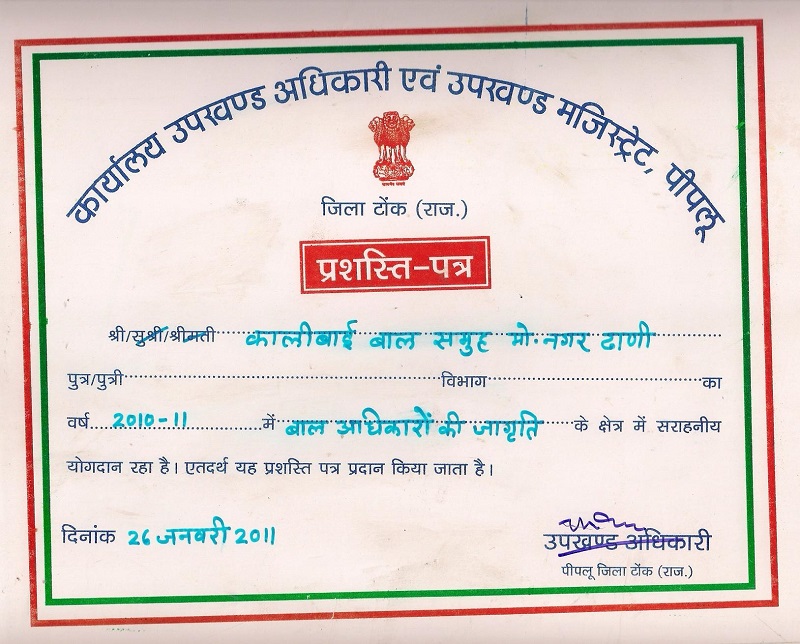 कार्यालय उपखण्ड अधिकारी एवं उपखण्ड मजिस्ट्रेट, पीपलू
जिला टोंक (राज.)
प्रशस्ति-पत्र
श्री/सुश्री/श्रीमती कालीबाई बाल समुह मो. नगर ढाणी
पुत्र/पुत्री विभाग का
वर्ष 2010-11 में बाल अधिकारों की जागृति के क्षेत्र में सराहनीय
योगदान रहा है। एतदर्थ यह प्रशस्ति पत्र प्रदान किया जाता है।
दिनांक 26 जनवरी 2011
उपखण्ड अधिकारी
पीपलू जिला टोंक (राज.)